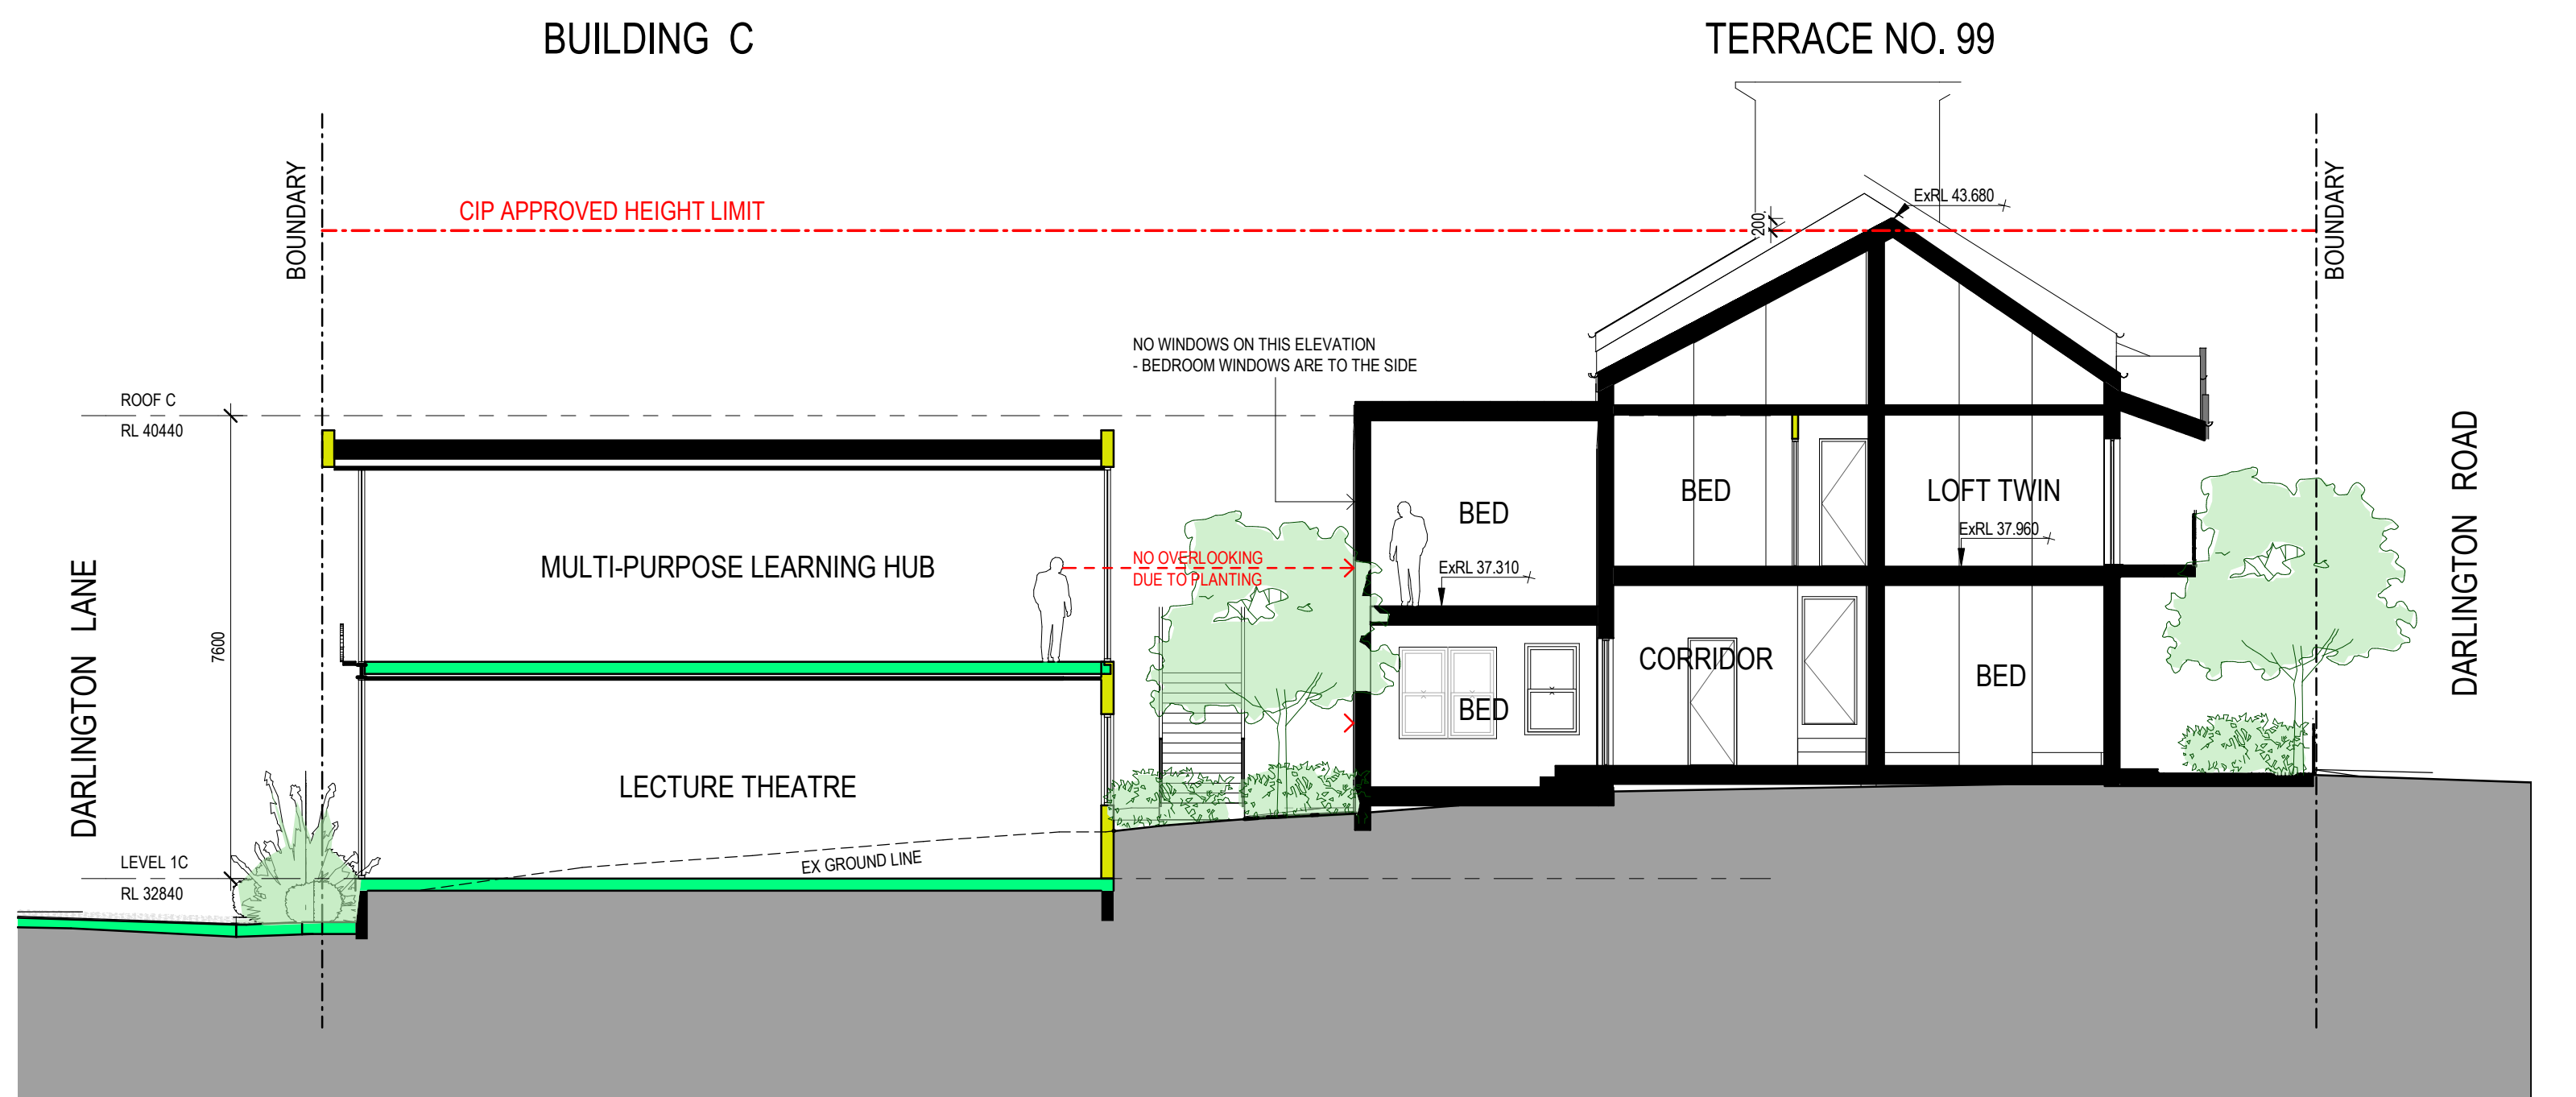 BUILDING C
TERRACE NO. 99
BOUNDARY
BOUNDARY
CIP APPROVED HEIGHT LIMIT
ExRL 43.680
200
NO WINDOWS ON THIS ELEVATION
- BEDROOM WINDOWS ARE TO THE SIDE
ROOF C
RL 40440
BED
BED
LOFT TWIN
ExRL 37.960
MULTI-PURPOSE LEARNING HUB
NO OVERLOOKING
DUE TO PLANTING
ExRL 37.310
DARLINGTON LANE
DARLINGTON ROAD
7600
CORRIDOR
BED
BED
LECTURE THEATRE
EX GROUND LINE
LEVEL 1C
RL 32840